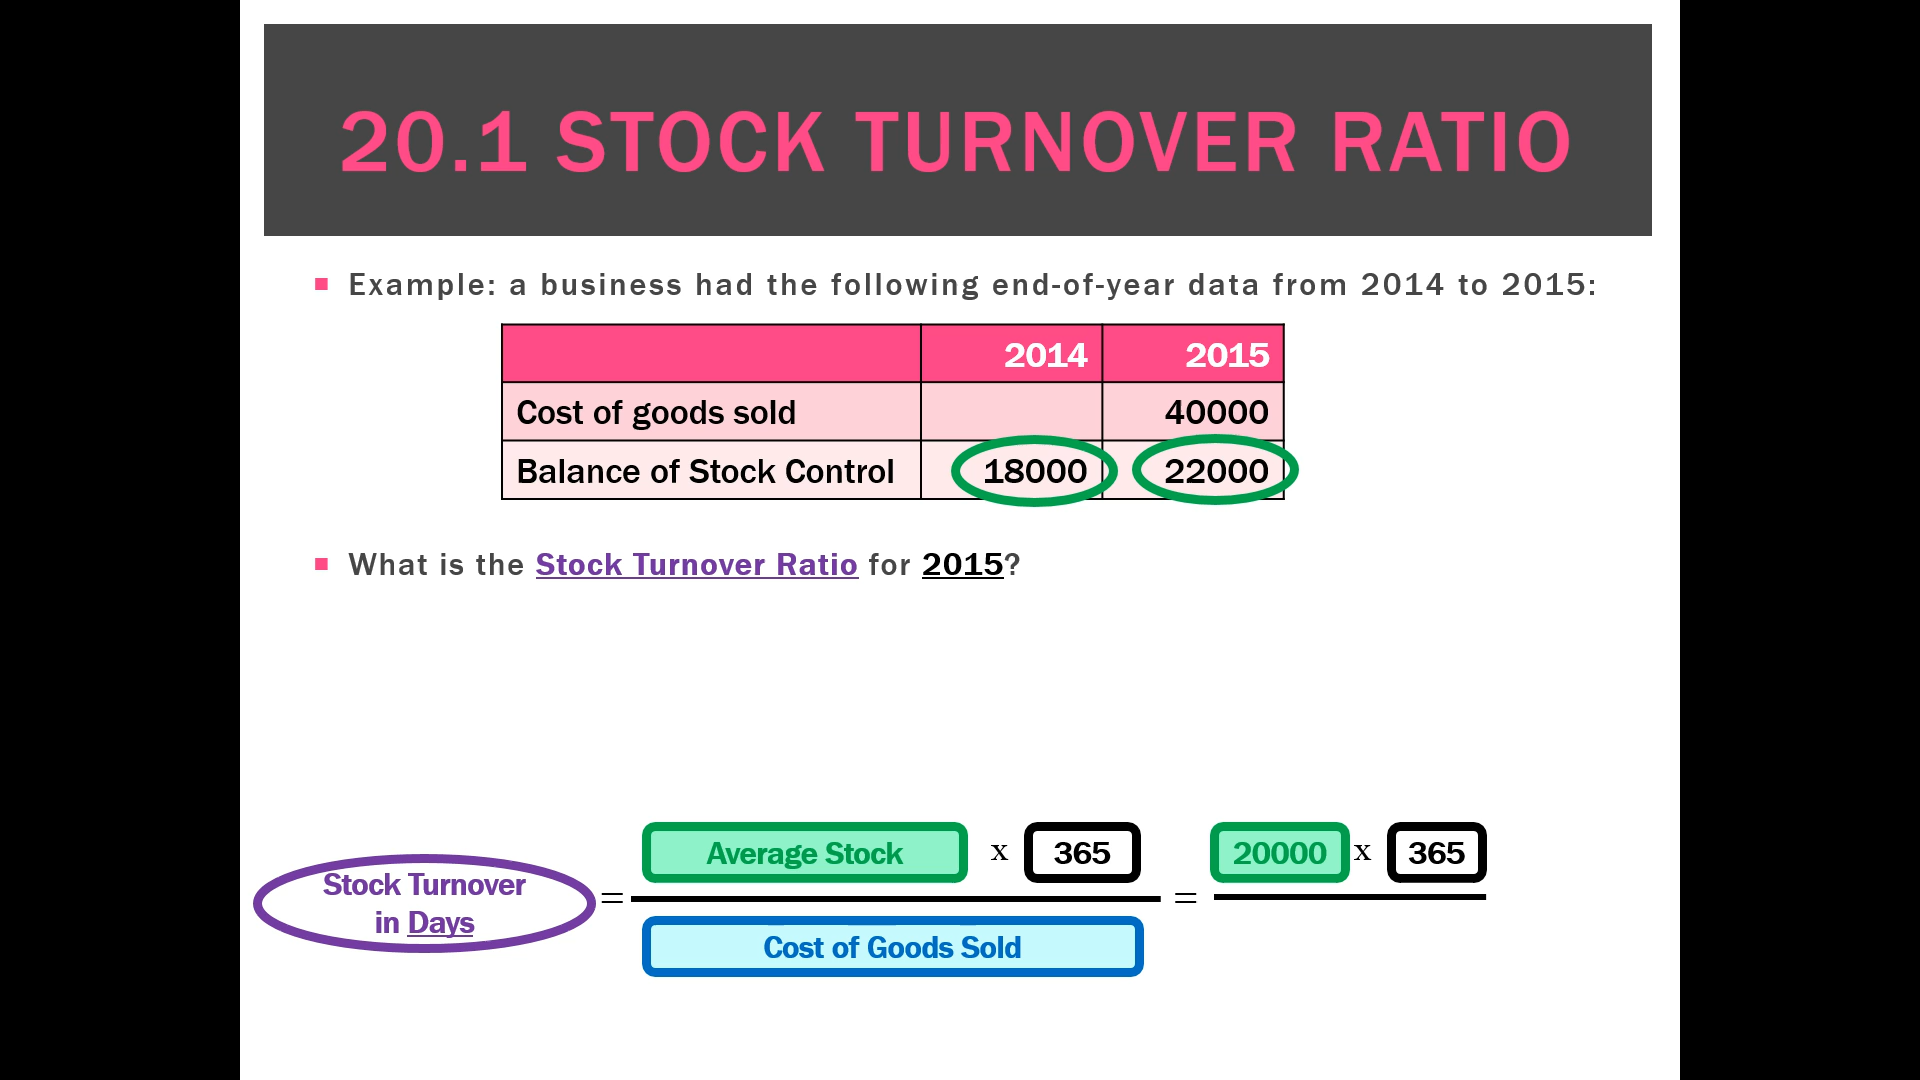 20.1 STOCK TURNOVER RATIO
Example: a business had the following end-of-year data from 2014 to 2015:
2014 2015
Cost of goods sold 40000
Balance of Stock Control 18000 22000
What is the Stock Turnover Ratio for 2015?
Stock Turnover
in Days
=
Average Stock x 365
Cost of Goods Sold
=
20000 x 365